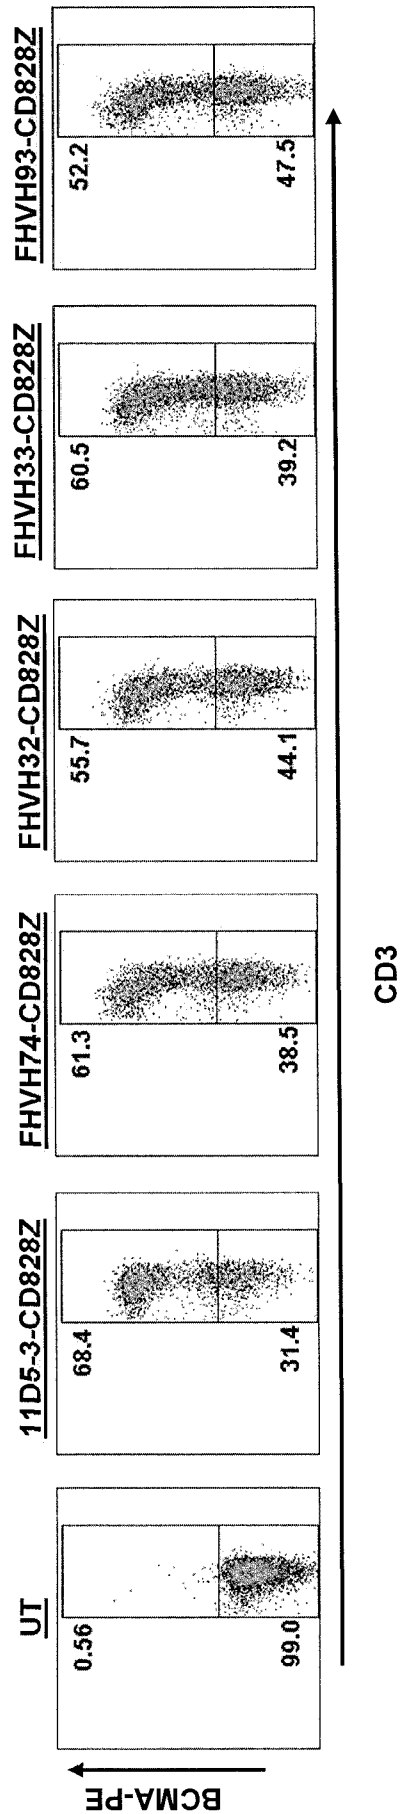 UT
11D5-3-CD828Z
FHVH74-CD828Z
FHVH32-CD828Z
FHVH33-CD828Z
FHVH93-CD828Z
0.56
68.4
61.3
55.7
60.5
52.2
99.0
31.4
38.5
44.1
39.2
47.5
BCMA-PE
CD3